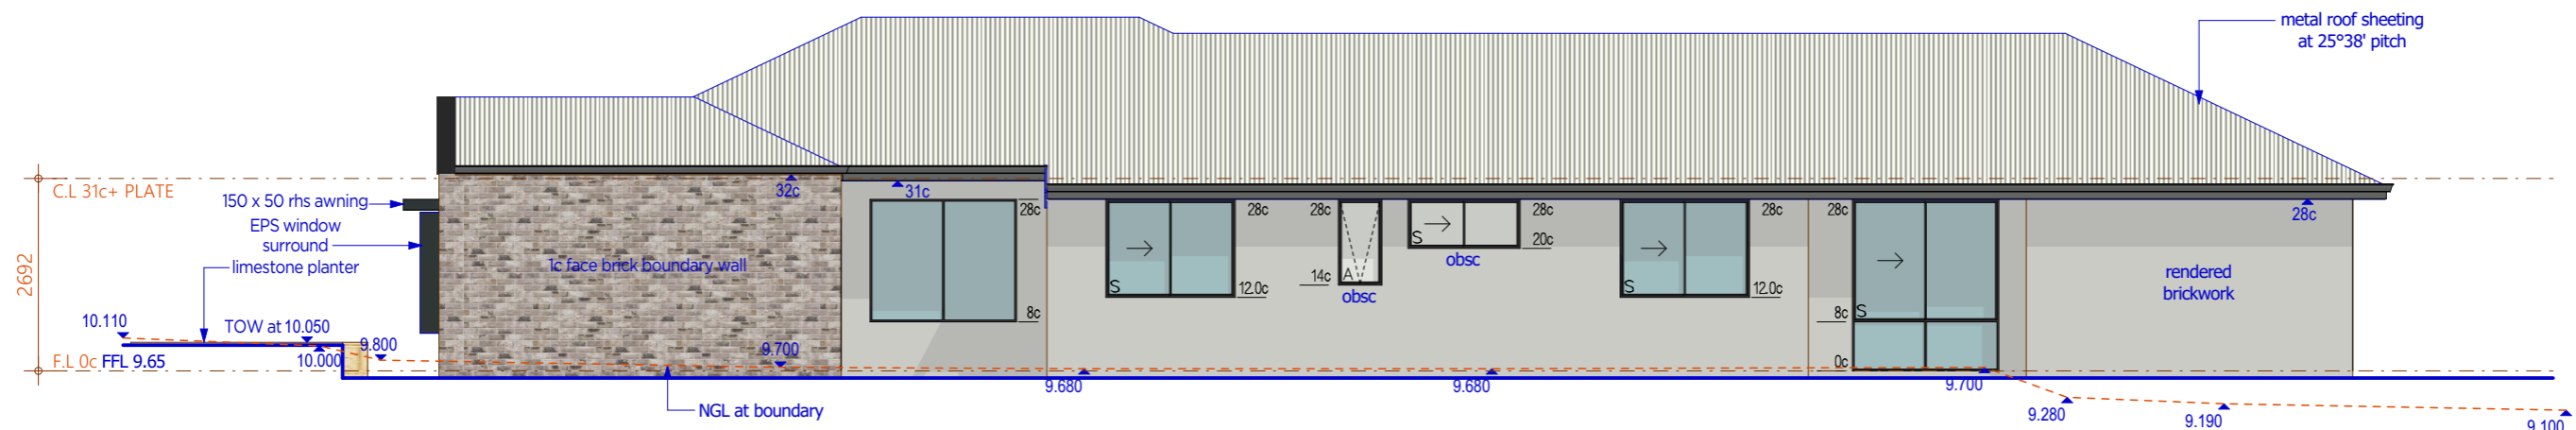 metal roof sheeting
at 25°38' pitch
C.L 31c+ PLATE
150 x 50 rhs awning
EPS window
surround
limestone planter
2692
10.110
TOW at 10.050
10.000
9.800
F.L 0c FFL 9.65
1c face brick boundary wall
9.700
NGL at boundary
32c
31c
28c
8c
9.680
28c
S
12.0c
28c
14c
A
obsc
28c
S
20c
obsc
9.680
28c
S
12.0c
28c
8c
S
0c
9.700
28c
rendered
brickwork
9.280
9.190
9.100